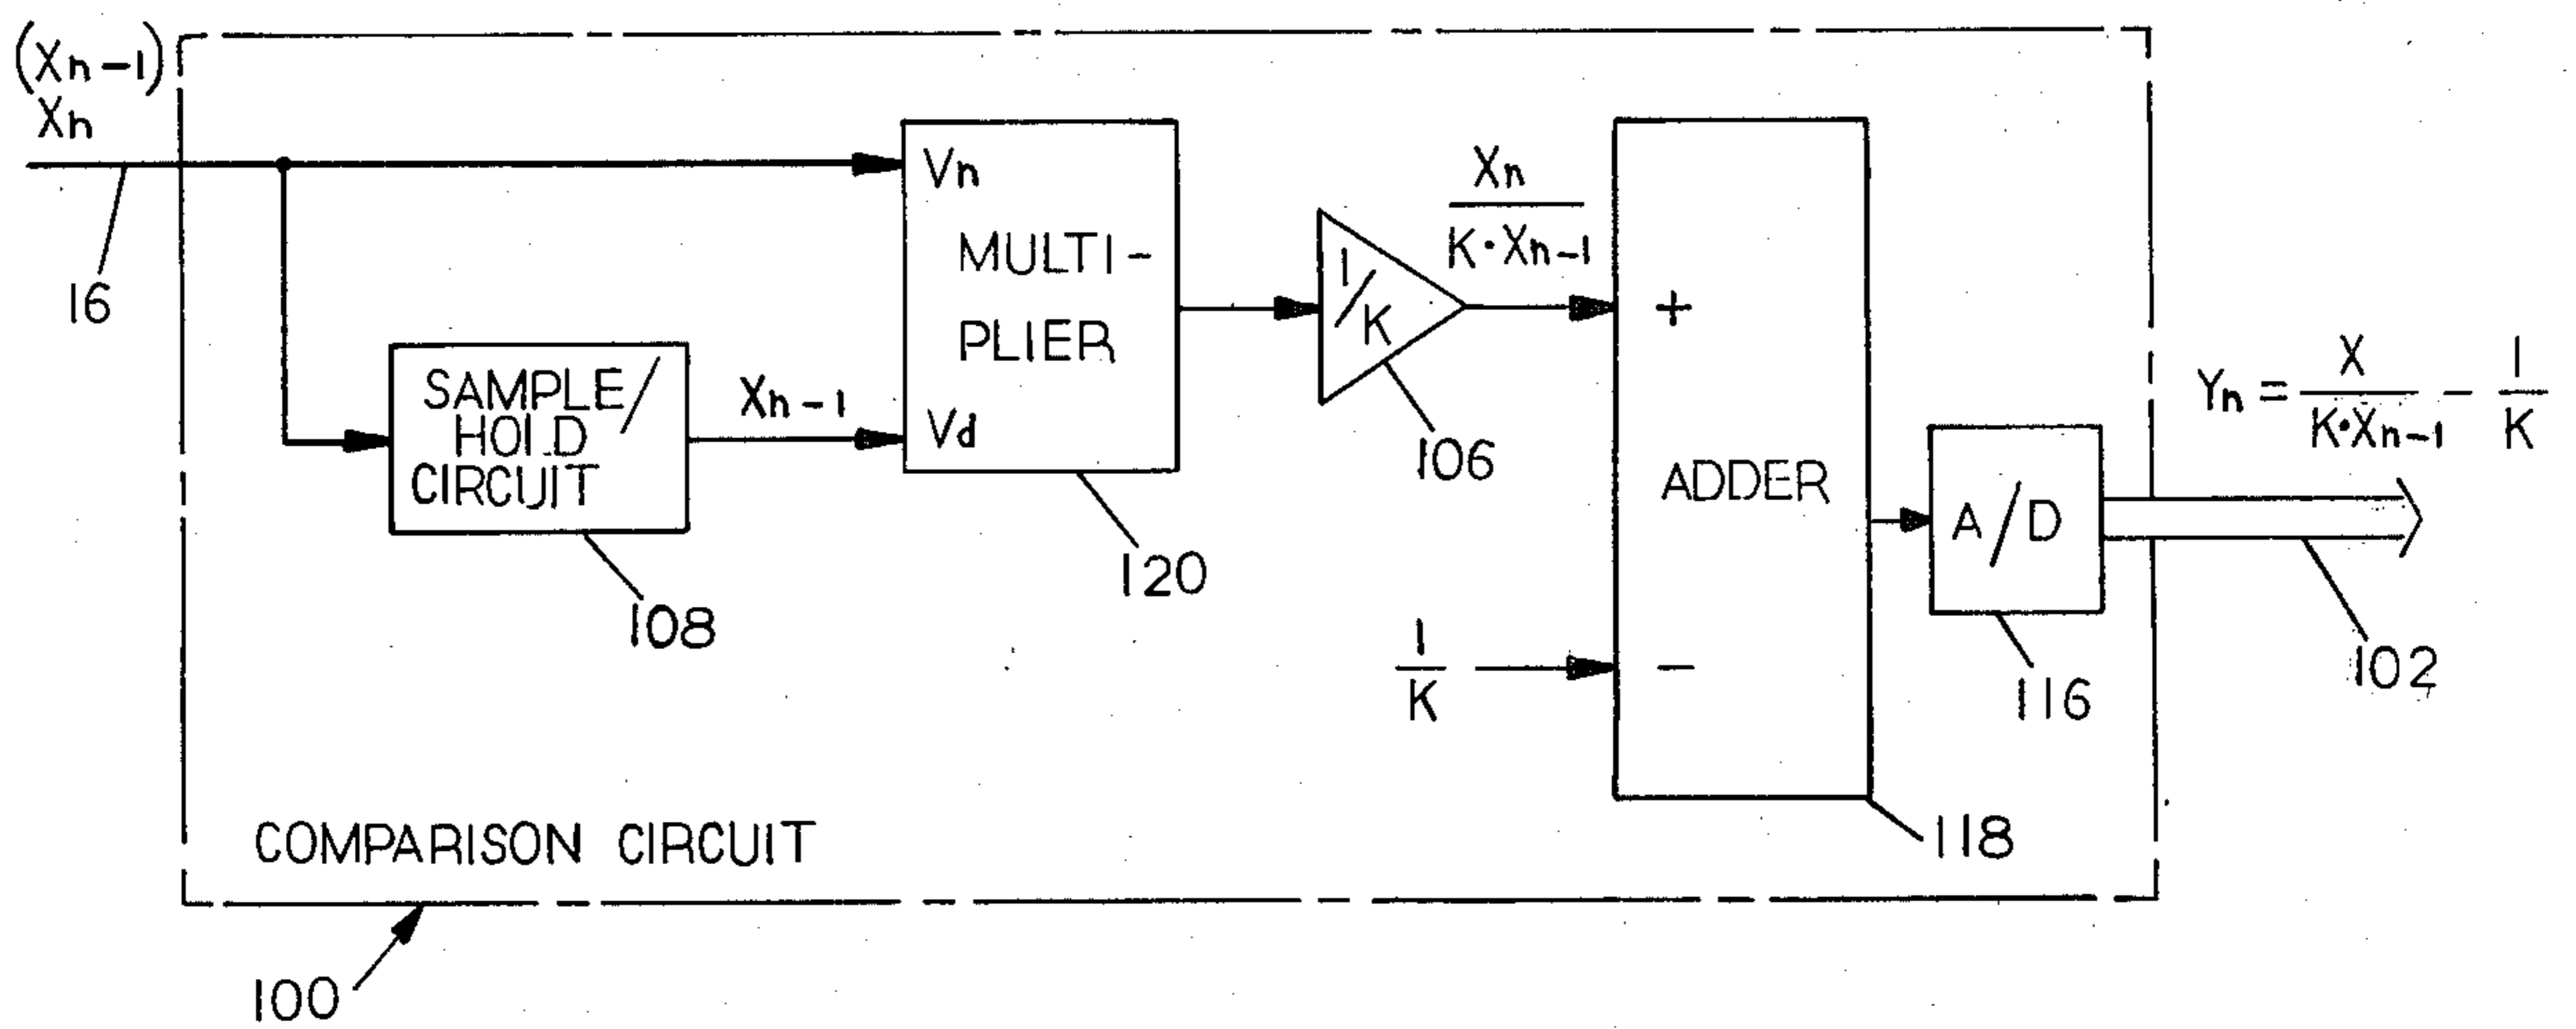 (Xn-1)
Xn
16
SAMPLE/
HOLD
CIRCUIT
108
Xn-1
Vn
MULTI-
PLIER
Vd
120
1/K
106
Xn
K·Xn-1
+
ADDER
1
K
−
118
A/D
116
Yn = X/K·Xn-1 − 1/K
102
COMPARISON CIRCUIT
100